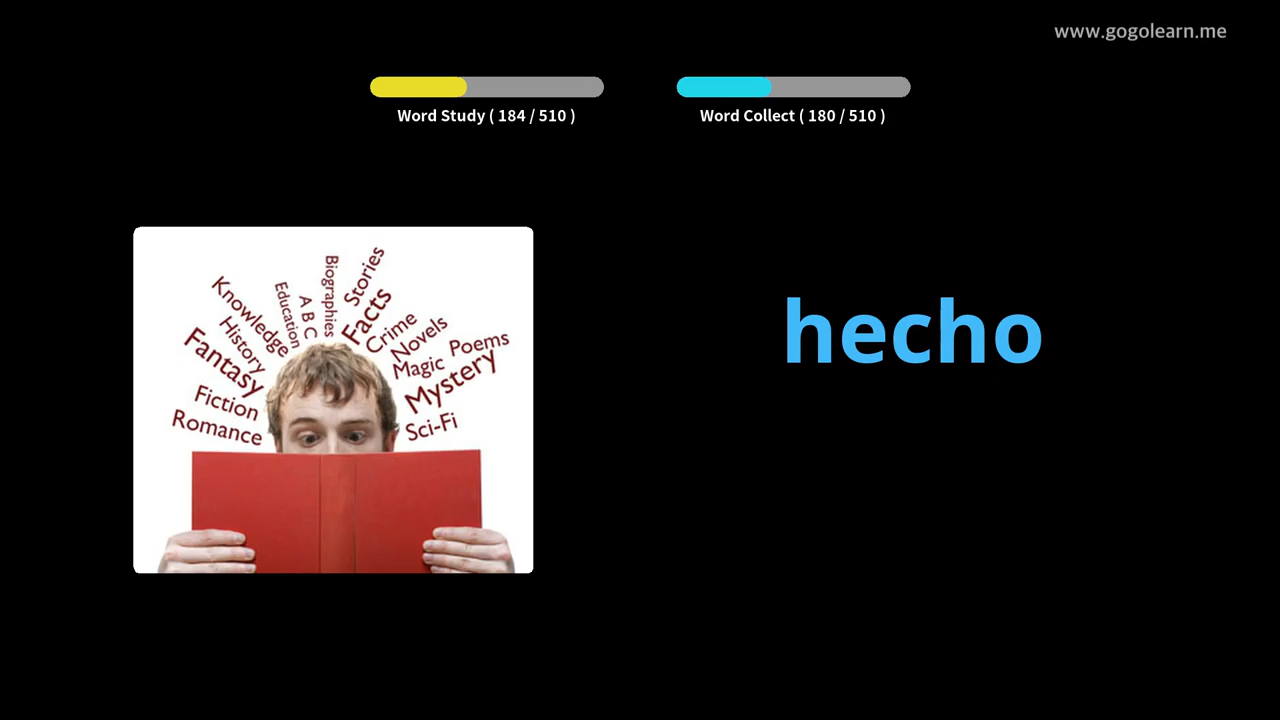 www.gogolearn.me
Word Study ( 184 / 510 )
Word Collect ( 180 / 510 )
hecho
Biographies
Stories
Education
A B C
Facts
Knowledge
Crime
History
Novels
Poems
Fantasy
Magic
Mystery
Fiction
Sci-Fi
Romance